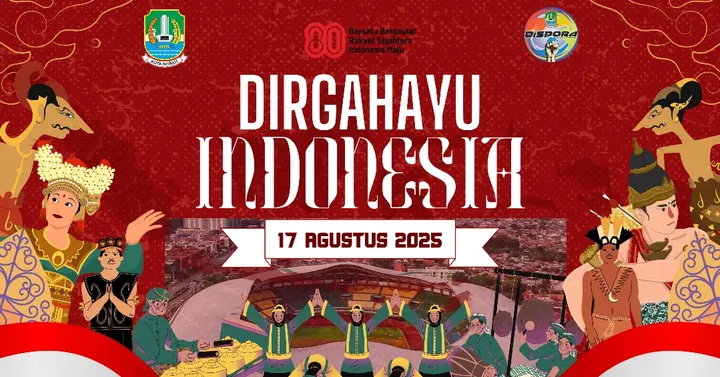 80
Bersatu Berdaulat
Rakyat Sejahtera
Indonesia Maju
DISPORA
DIRGAHAYU
INDONESIA
17 AGUSTUS 2025